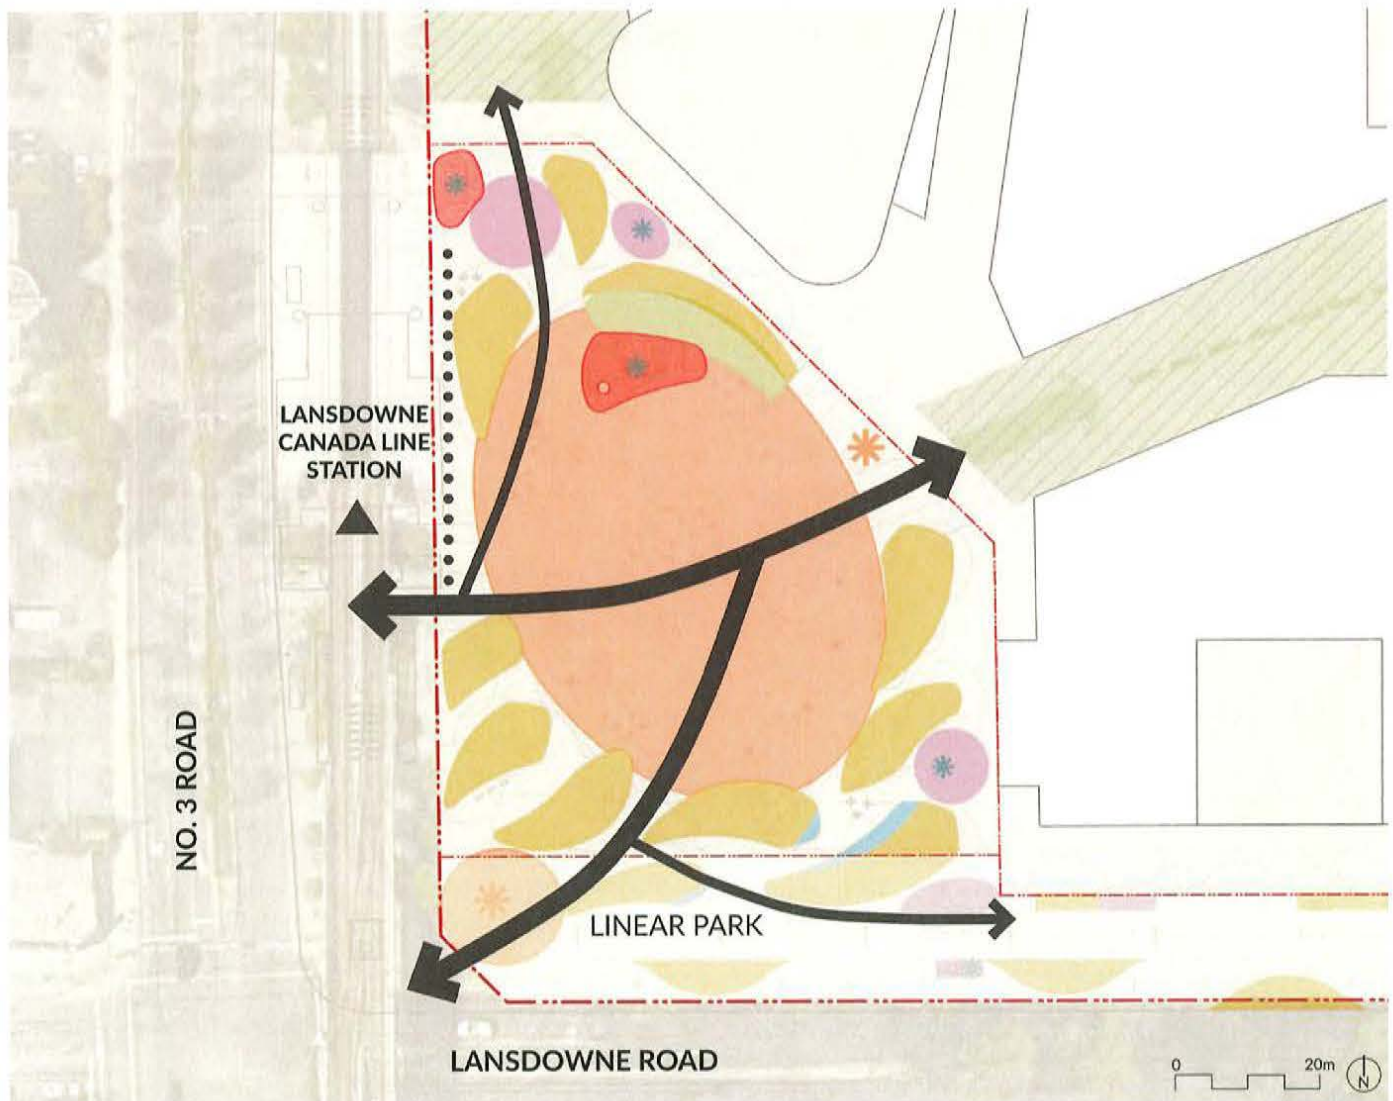 LANSDOWNE
CANADA LINE
STATION
NO. 3 ROAD
LINEAR PARK
LANSDOWNE ROAD
0 20m
N